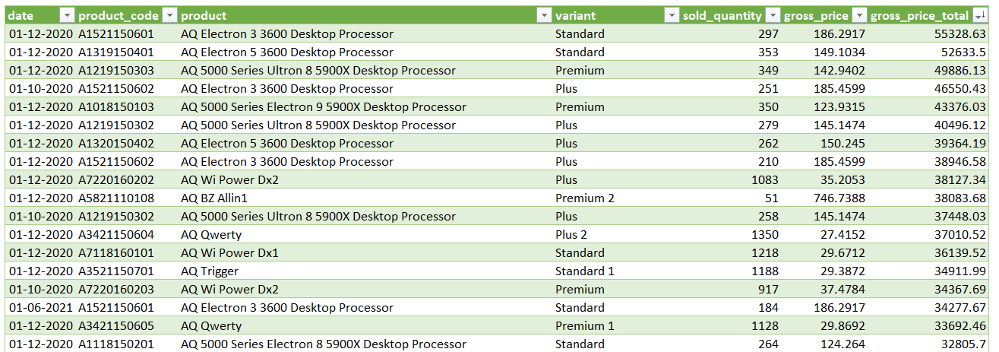 date product_code product variant sold_quantity gross_price gross_price_total
01-12-2020 A1521150601 AQ Electron 3 3600 Desktop Processor Standard 297 186.2917 55328.63
01-12-2020 A1319150401 AQ Electron 5 3600 Desktop Processor Standard 353 149.1034 52633.5
01-12-2020 A1219150303 AQ 5000 Series Ultron 8 5900X Desktop Processor Premium 349 142.9402 49886.13
01-10-2020 A1521150602 AQ Electron 3 3600 Desktop Processor Plus 251 185.4599 46550.43
01-12-2020 A1018150103 AQ 5000 Series Electron 9 5900X Desktop Processor Premium 350 123.9315 43376.03
01-12-2020 A1219150302 AQ 5000 Series Ultron 8 5900X Desktop Processor Plus 279 145.1474 40496.12
01-12-2020 A1320150402 AQ Electron 5 3600 Desktop Processor Plus 262 150.245 39364.19
01-12-2020 A1521150602 AQ Electron 3 3600 Desktop Processor Plus 210 185.4599 38946.58
01-12-2020 A7220160202 AQ Wi Power Dx2 Plus 1083 35.2053 38127.34
01-12-2020 A5821110108 AQ BZ Allin1 Premium 2 51 746.7388 38083.68
01-10-2020 A1219150302 AQ 5000 Series Ultron 8 5900X Desktop Processor Plus 258 145.1474 37448.03
01-12-2020 A3421150604 AQ Qwerty Plus 2 1350 27.4152 37010.52
01-12-2020 A7118160101 AQ Wi Power Dx1 Standard 1218 29.6712 36139.52
01-12-2020 A3521150701 AQ Trigger Standard 1 1188 29.3872 34911.99
01-10-2020 A7220160203 AQ Wi Power Dx2 Premium 917 37.4784 34367.69
01-06-2021 A1521150601 AQ Electron 3 3600 Desktop Processor Standard 184 186.2917 34277.67
01-12-2020 A3421150605 AQ Qwerty Premium 1 1128 29.8692 33692.46
01-12-2020 A1118150201 AQ 5000 Series Electron 8 5900X Desktop Processor Standard 264 124.264 32805.7